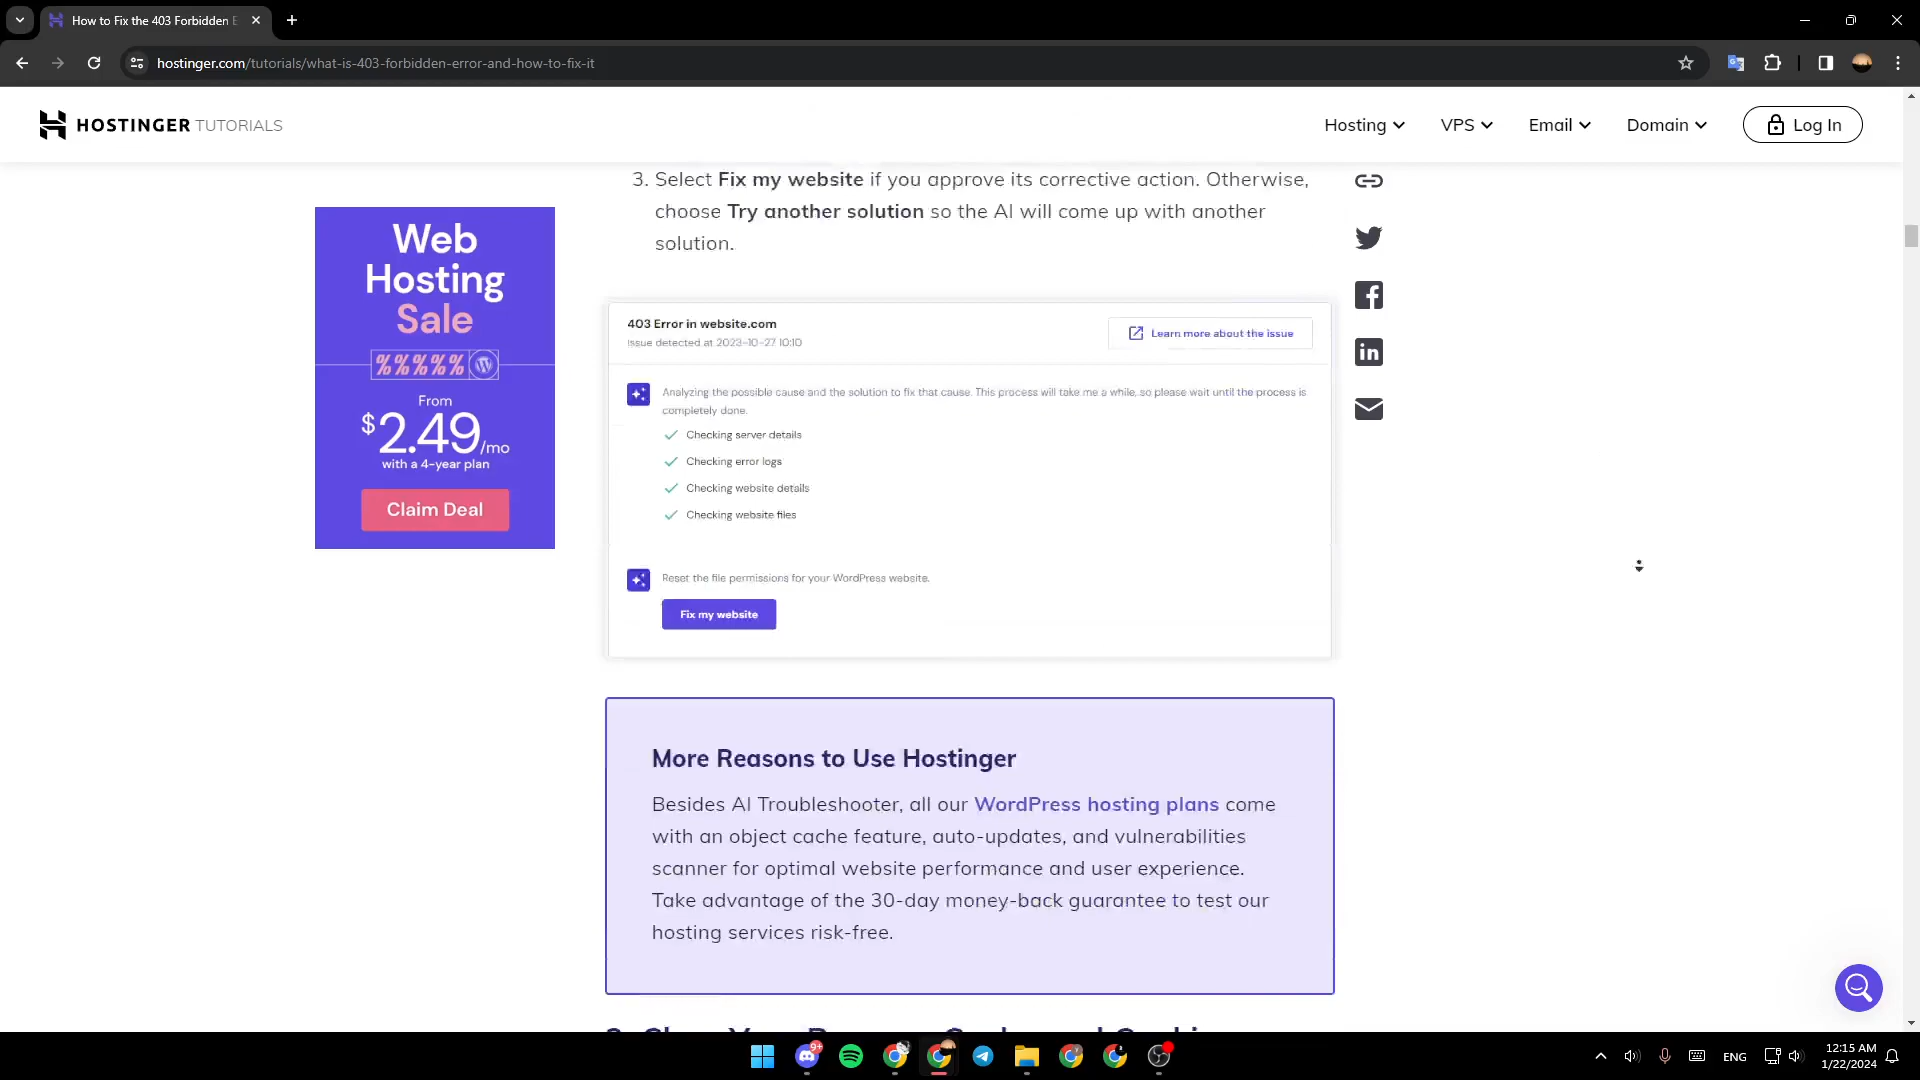 How to Fix the 403 Forbidden E
hostinger.com/tutorials/what-is-403-forbidden-error-and-how-to-fix-it
HOSTINGER TUTORIALS
Hosting
VPS
Email
Domain
Log In
3. Select Fix my website if you approve its corrective action. Otherwise,
choose Try another solution so the AI will come up with another
solution.
Web
Hosting
Sale
%%%%%
From
$2.49/mo
with a 4-year plan
Claim Deal
403 Error in website.com
Issue detected at 2023-10-27 10:10
Learn more about the issue
Analyzing the possible cause and the solution to fix that cause. This process will take me a while, so please wait until the process is
completely done.
Checking server details
Checking error logs
Checking website details
Checking website files
Reset the file permissions for your WordPress website.
Fix my website
More Reasons to Use Hostinger
Besides AI Troubleshooter, all our WordPress hosting plans come
with an object cache feature, auto-updates, and vulnerabilities
scanner for optimal website performance and user experience.
Take advantage of the 30-day money-back guarantee to test our
hosting services risk-free.
9+
ENG
12:15 AM
1/22/2024